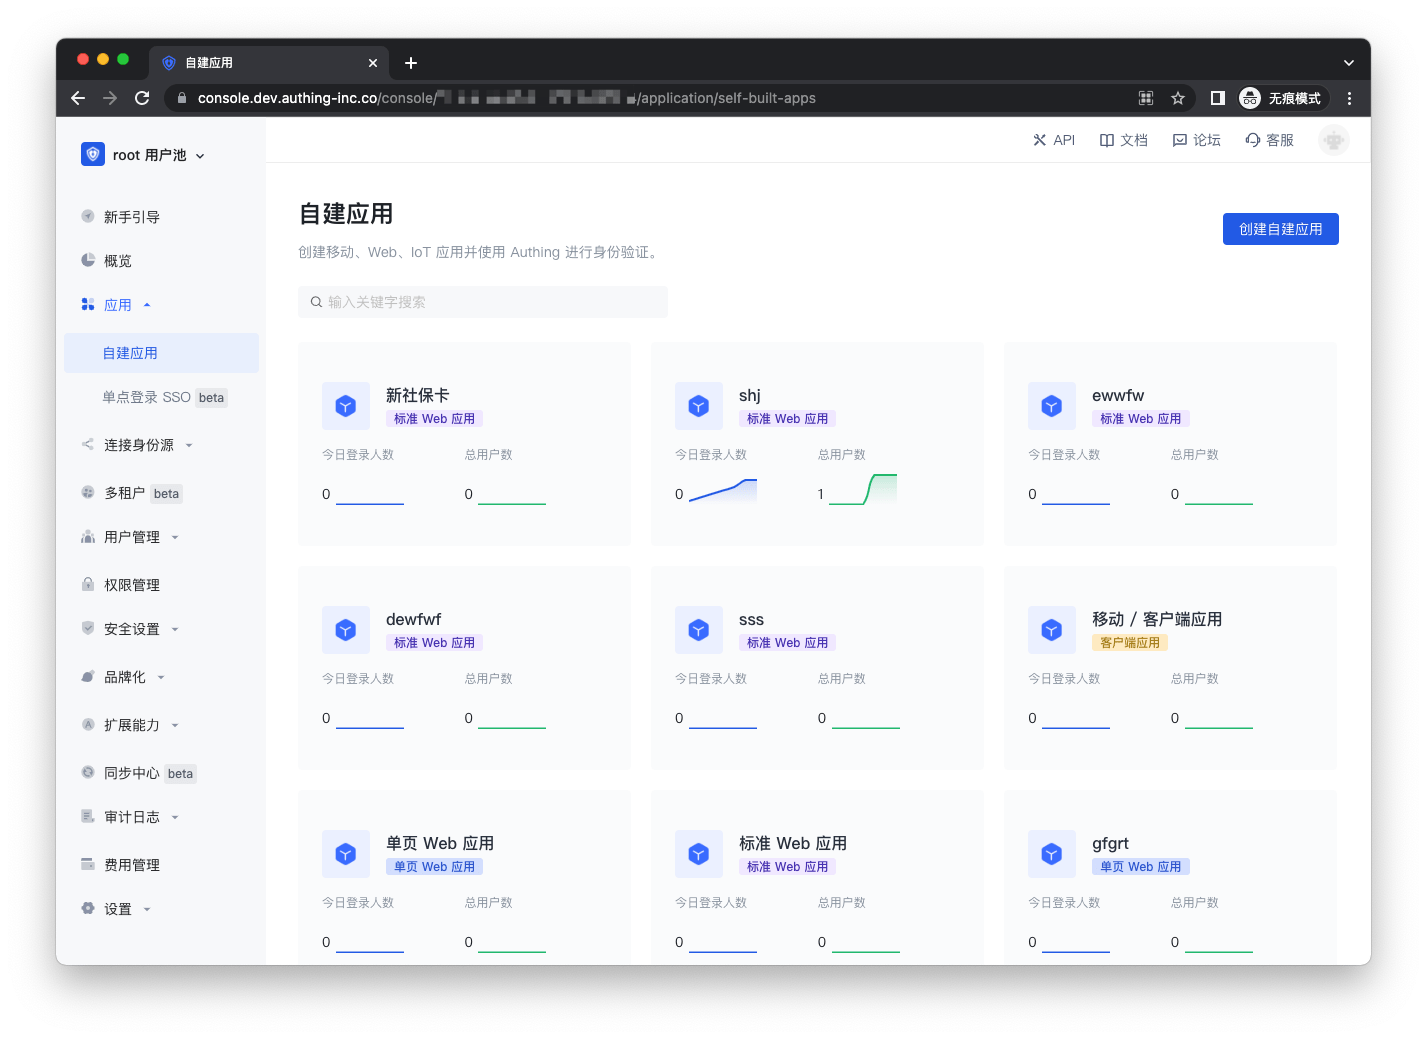 自建应用
console.dev.authing-inc.co/console/
/application/self-built-apps
无痕模式
root 用户池
API
文档
论坛
客服
新手引导
概览
应用
自建应用
单点登录 SSO beta
连接身份源
多租户 beta
用户管理
权限管理
安全设置
品牌化
扩展能力
同步中心 beta
审计日志
费用管理
设置
自建应用
创建移动、Web、IoT 应用并使用 Authing 进行身份验证。
创建自建应用
输入关键字搜索
新社保卡
标准 Web 应用
今日登录人数
总用户数
0
0
shj
标准 Web 应用
今日登录人数
总用户数
0
1
ewwfw
标准 Web 应用
今日登录人数
总用户数
0
0
dewfwf
标准 Web 应用
今日登录人数
总用户数
0
0
sss
标准 Web 应用
今日登录人数
总用户数
0
0
移动 / 客户端应用
客户端应用
今日登录人数
总用户数
0
0
单页 Web 应用
单页 Web 应用
今日登录人数
总用户数
0
0
标准 Web 应用
标准 Web 应用
今日登录人数
总用户数
0
0
gfgrt
单页 Web 应用
今日登录人数
总用户数
0
0